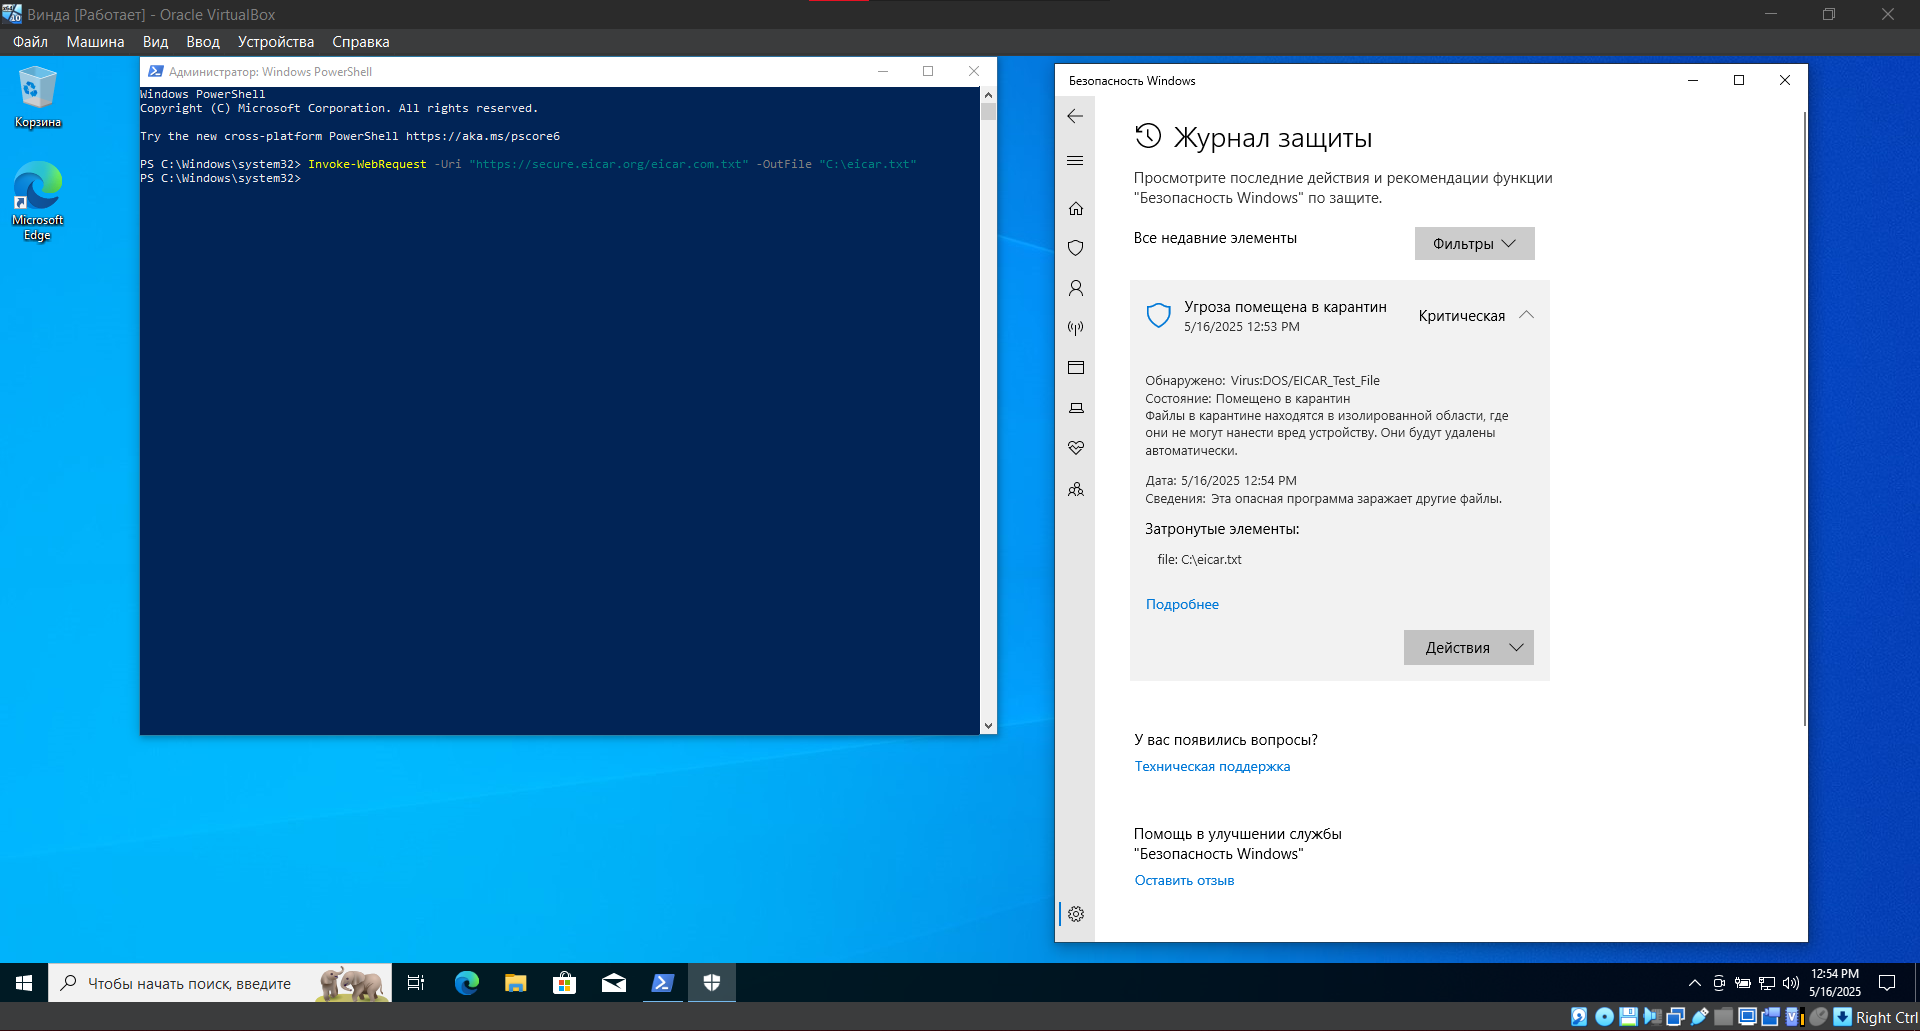 Винда [Работает] - Oracle VirtualBox
Файл Машина Вид Ввод Устройства Справка
Корзина
Microsoft
Edge
Администратор: Windows PowerShell
Windows PowerShell
Copyright (C) Microsoft Corporation. All rights reserved.
Try the new cross-platform PowerShell https://aka.ms/pscore6
PS C:\Windows\system32> Invoke-WebRequest -Uri "https://secure.eicar.org/eicar.com.txt" -OutFile "C:\eicar.txt"
PS C:\Windows\system32>
Безопасность Windows
Журнал защиты
Просмотрите последние действия и рекомендации функции
"Безопасность Windows" по защите.
Все недавние элементы
Фильтры
Угроза помещена в карантин
5/16/2025 12:53 PM
Критическая
Обнаружено: Virus:DOS/EICAR_Test_File
Состояние: Помещено в карантин
Файлы в карантине находятся в изолированной области, где
они не могут нанести вред устройству. Они будут удалены
автоматически.
Дата: 5/16/2025 12:54 PM
Сведения: Эта опасная программа заражает другие файлы.
Затронутые элементы:
file: C:\eicar.txt
Подробнее
Действия
У вас появились вопросы?
Техническая поддержка
Помощь в улучшении службы
"Безопасность Windows"
Оставить отзыв
Чтобы начать поиск, введите
12:54 PM
5/16/2025
Right Ctrl